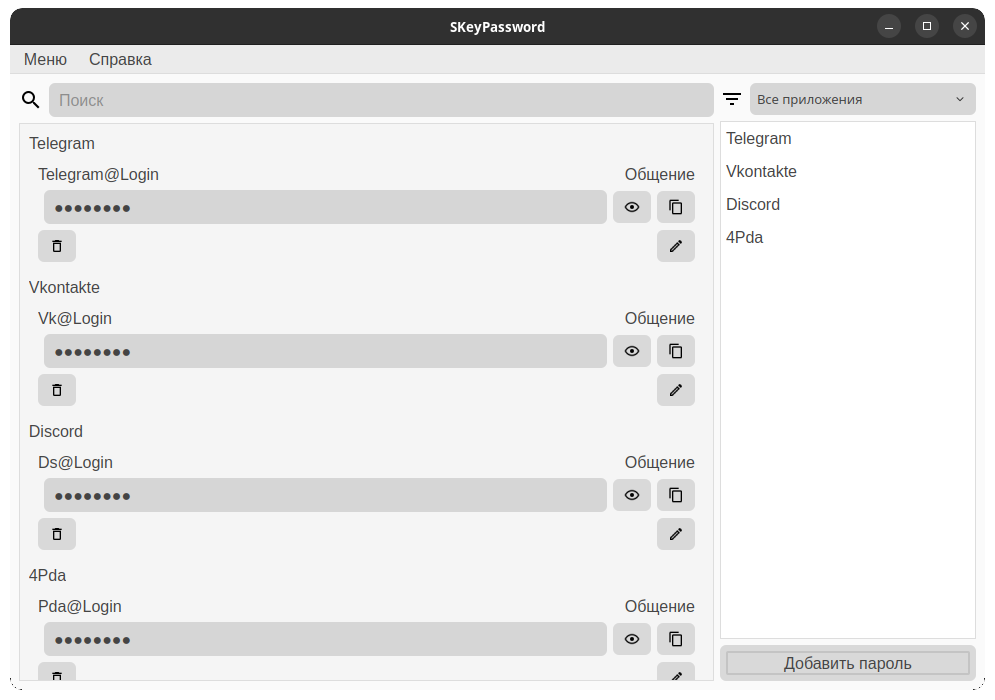 SKeyPassword
Меню Справка
Поиск
Все приложения
Telegram
Telegram@Login Общение
●●●●●●●●
Vkontakte
Vk@Login Общение
●●●●●●●●
Discord
Ds@Login Общение
●●●●●●●●
4Pda
Pda@Login Общение
●●●●●●●●
Telegram
Vkontakte
Discord
4Pda
Добавить пароль